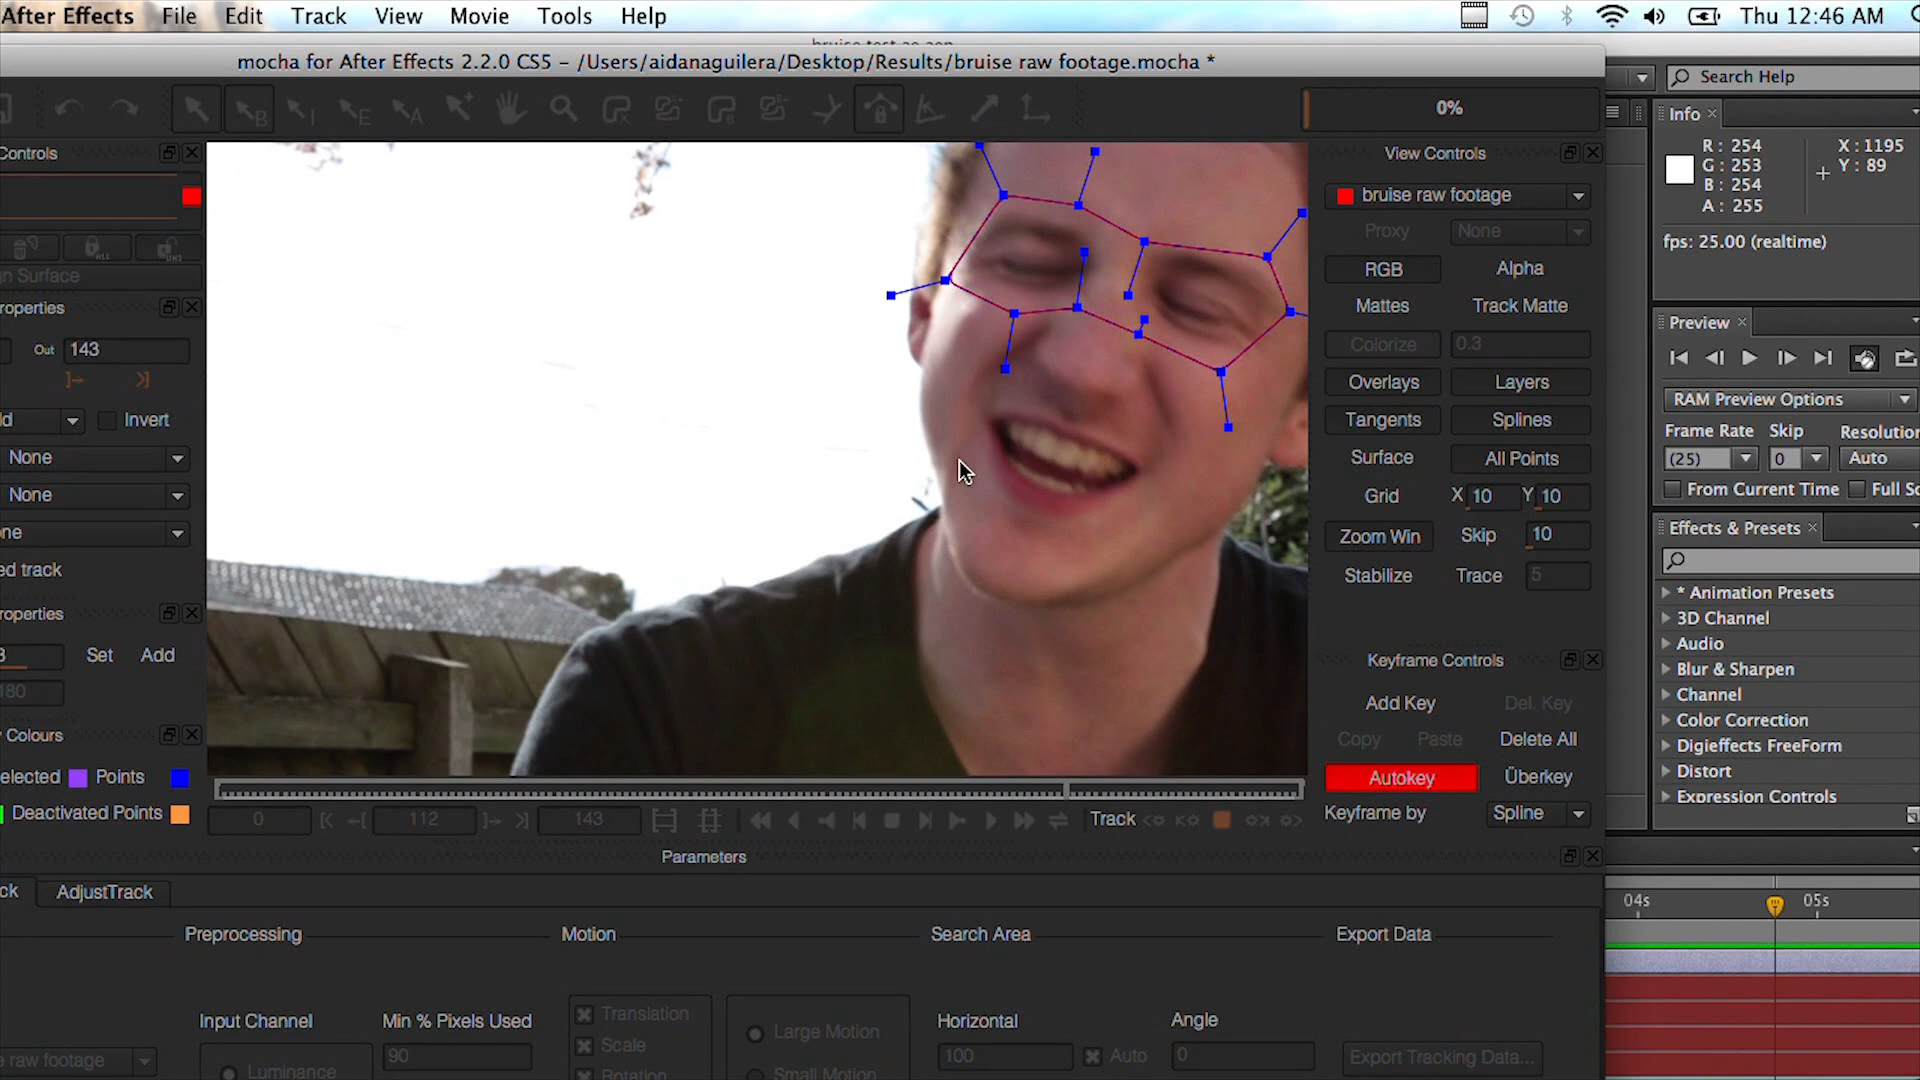 After Effects File Edit Track View Movie Tools Help Thu 12:46 AM
mocha for After Effects 2.2.0 CS5 – /Users/aidanaguilera/Desktop/Results/bruise raw footage.mocha *
Search Help
0%
Info
R : 254
G : 253
B : 254
A : 255
X : 1195
Y : 89
fps: 25.00 (realtime)
Controls
View Controls
bruise raw footage
Proxy None
RGB Alpha
Mattes Track Matte
Colorize 0.3
Overlays Layers
Tangents Splines
Surface All Points
Grid X 10 Y 10
Zoom Win Skip 10
Stabilize Trace 5
Surface
Out 143
Invert
None
None
Preview
RAM Preview Options
Frame Rate Skip Resolution
(25) 0 Auto
From Current Time
Effects & Presets
* Animation Presets
3D Channel
Audio
Blur & Sharpen
Channel
Color Correction
Digieffects FreeForm
Distort
Expression Controls
Set Add
180
Colours
Points
Deactivated Points
Keyframe Controls
Add Key Del. Key
Copy Paste Delete All
Autokey Überkey
Keyframe by Spline
0 112 143 Track
Parameters
AdjustTrack
04s 05s
Preprocessing Motion Search Area Export Data
Input Channel Min % Pixels Used Translation Large Motion Horizontal Angle
raw footage Luminance 90 Scale 100 Auto 0 Export Tracking Data...
Rotation Small Motion